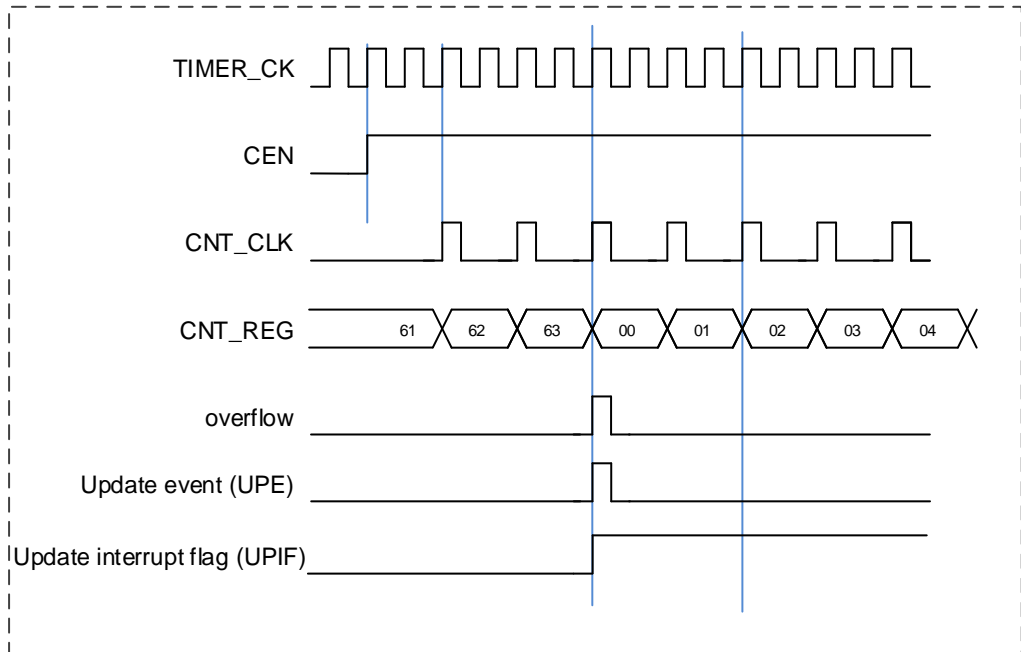 TIMER_CK
CEN
CNT_CLK
CNT_REG 61 62 63 00 01 02 03 04
overflow
Update event (UPE)
Update interrupt flag (UPIF)